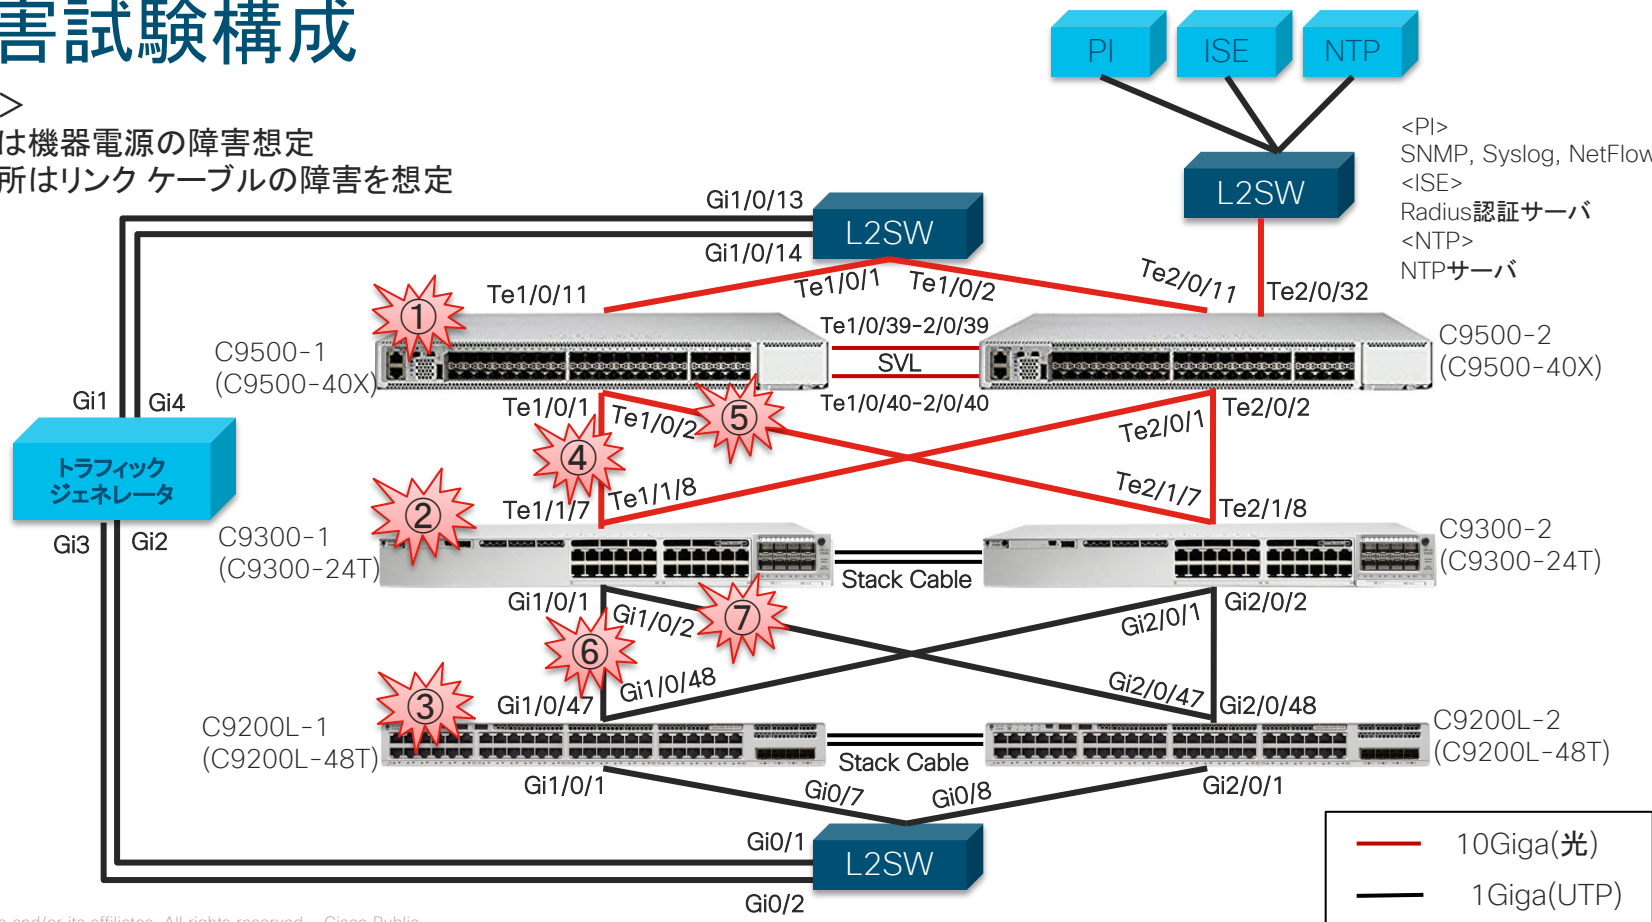 害試験構成
>
は機器電源の障害想定
所はリンク ケーブルの障害を想定
PI
ISE
NTP
L2SW
<PI>
SNMP, Syslog, NetFlow
<ISE>
Radius認証サーバ
<NTP>
NTPサーバ
Gi1/0/13
L2SW
Gi1/0/14
Te1/0/11
Te1/0/1
Te1/0/2
Te2/0/11
Te2/0/32
①
C9500-1
(C9500-40X)
Te1/0/39-2/0/39
SVL
Te1/0/40-2/0/40
C9500-2
(C9500-40X)
Gi1
Gi4
トラフィック
ジェネレータ
Gi3
Gi2
Te1/0/1
Te1/0/2
⑤
Te2/0/1
Te2/0/2
④
Te1/1/7
Te1/1/8
Te2/1/7
Te2/1/8
②
C9300-1
(C9300-24T)
Stack Cable
C9300-2
(C9300-24T)
Gi1/0/1
Gi1/0/2
⑦
Gi2/0/1
Gi2/0/2
⑥
Gi1/0/47
Gi1/0/48
Gi2/0/47
Gi2/0/48
③
C9200L-1
(C9200L-48T)
Stack Cable
C9200L-2
(C9200L-48T)
Gi1/0/1
Gi0/7
Gi0/8
Gi2/0/1
Gi0/1
L2SW
Gi0/2
10Giga(光)
1Giga(UTP)
and/or its affiliates. All rights reserved. Cisco Public